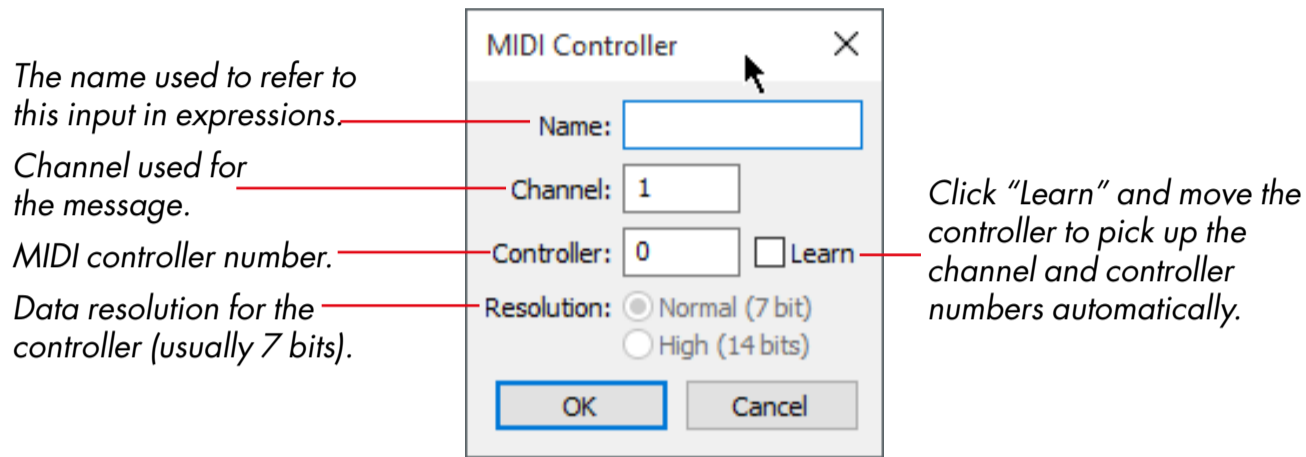 MIDI Controller
The name used to refer to
this input in expressions.
Name:
Channel used for
the message.
Channel: 1
MIDI controller number.
Controller: 0 Learn
Click “Learn” and move the
controller to pick up the
channel and controller
numbers automatically.
Data resolution for the
controller (usually 7 bits).
Resolution: Normal (7 bit)
High (14 bits)
OK Cancel